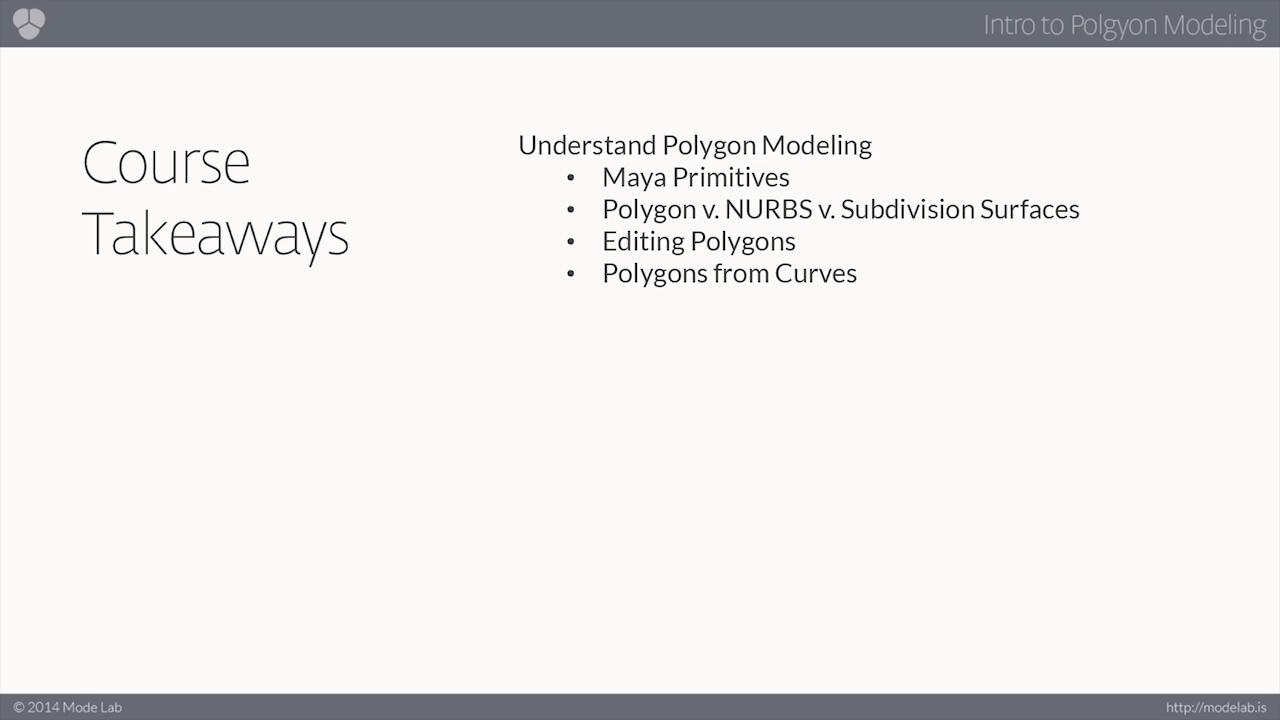 Intro to Polgyon Modeling
Course
Takeaways
Understand Polygon Modeling
• Maya Primitives
• Polygon v. NURBS v. Subdivision Surfaces
• Editing Polygons
• Polygons from Curves
© 2014 Mode Lab
http://modelab.is